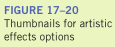 FIGURE 17–20
Thumbnails for artistic
effects options